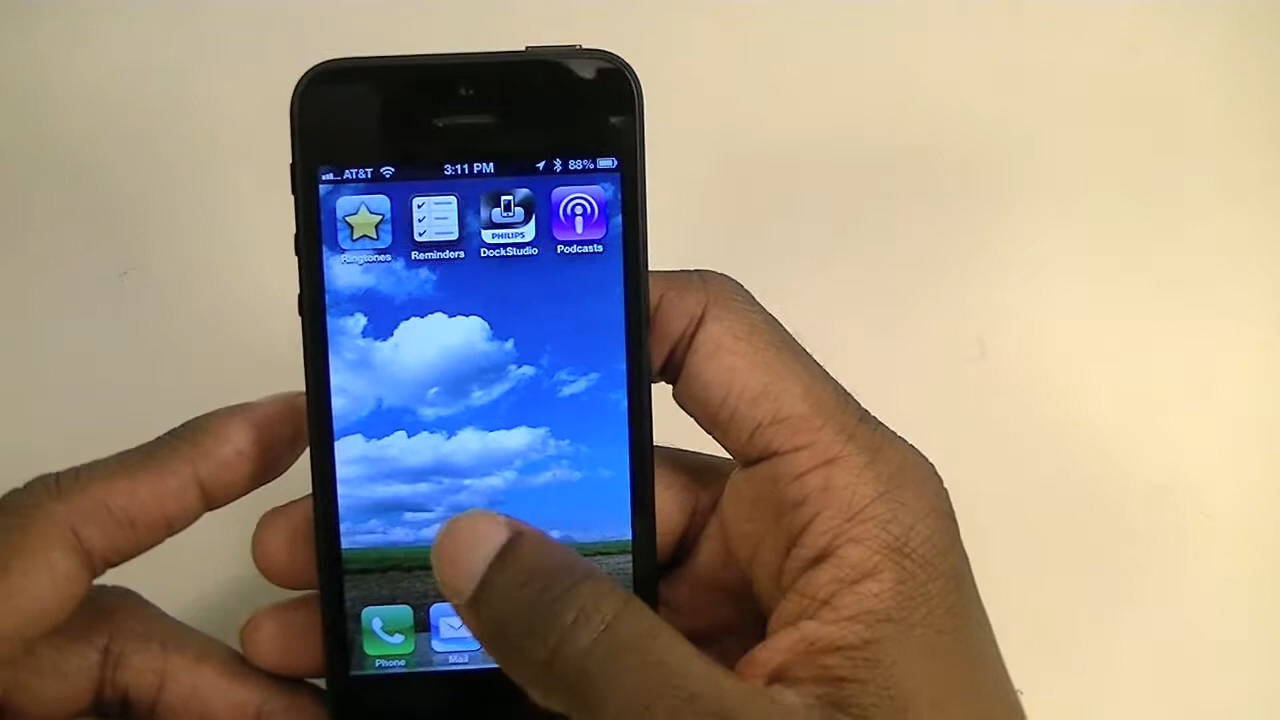 AT&T 3:11 PM 88%
Ringtones Reminders DockStudio Podcasts
PHILIPS
Phone Mail